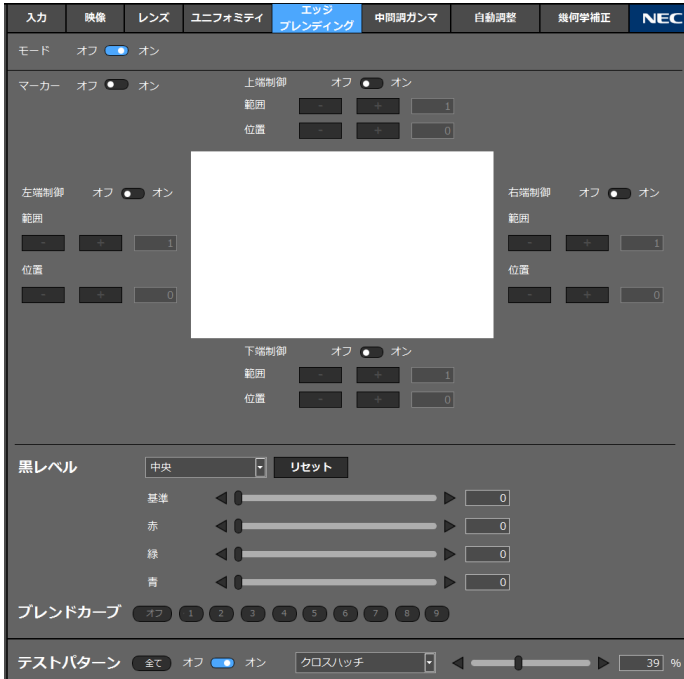 入力 映像 レンズ ユニフォミティ エッジ ブレンディング 中間調ガンマ 自動調整 幾何学補正 NEC
モード オフ オン
マーカー オフ オン 上端制御 オフ オン
範囲 - + 1
位置 - + 0
左端制御 オフ オン 右端制御 オフ オン
範囲 範囲
- + 1 - + 1
位置 位置
- + 0 - + 0
下端制御 オフ オン
範囲 - + 1
位置 - + 0
黒レベル 中央 リセット
基準 0
赤 0
緑 0
青 0
ブレンドカーブ オフ 1 2 3 4 5 6 7 8 9
テストパターン 全て オフ オン クロスハッチ 39 %